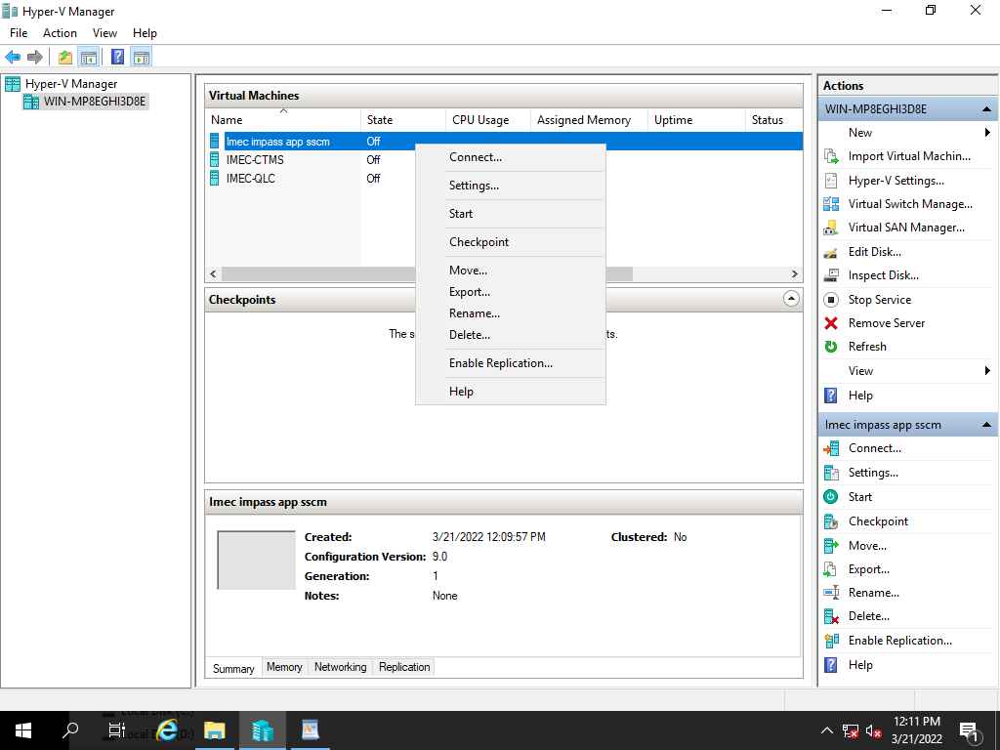 Hyper-V Manager
File Action View Help
Hyper-V Manager
WIN-MP8EGHI3D8E
Virtual Machines
Name State CPU Usage Assigned Memory Uptime Status
Imec impass app sscm Off
IMEC-CTMS Off
IMEC-QLC Off
Connect...
Settings...
Start
Checkpoint
Move...
Export...
Rename...
Delete...
Enable Replication...
Help
Checkpoints
The s
ts.
Imec impass app sscm
Created: 3/21/2022 12:09:57 PM Clustered: No
Configuration Version: 9.0
Generation: 1
Notes: None
Summary Memory Networking Replication
Actions
WIN-MP8EGHI3D8E
New
Import Virtual Machin...
Hyper-V Settings...
Virtual Switch Manage...
Virtual SAN Manager...
Edit Disk...
Inspect Disk...
Stop Service
Remove Server
Refresh
View
Help
Imec impass app sscm
Connect...
Settings...
Start
Checkpoint
Move...
Export...
Rename...
Delete...
Enable Replication...
Help
Local Disk (C:)
Local Disk (D:)
12:11 PM
3/21/2022
1